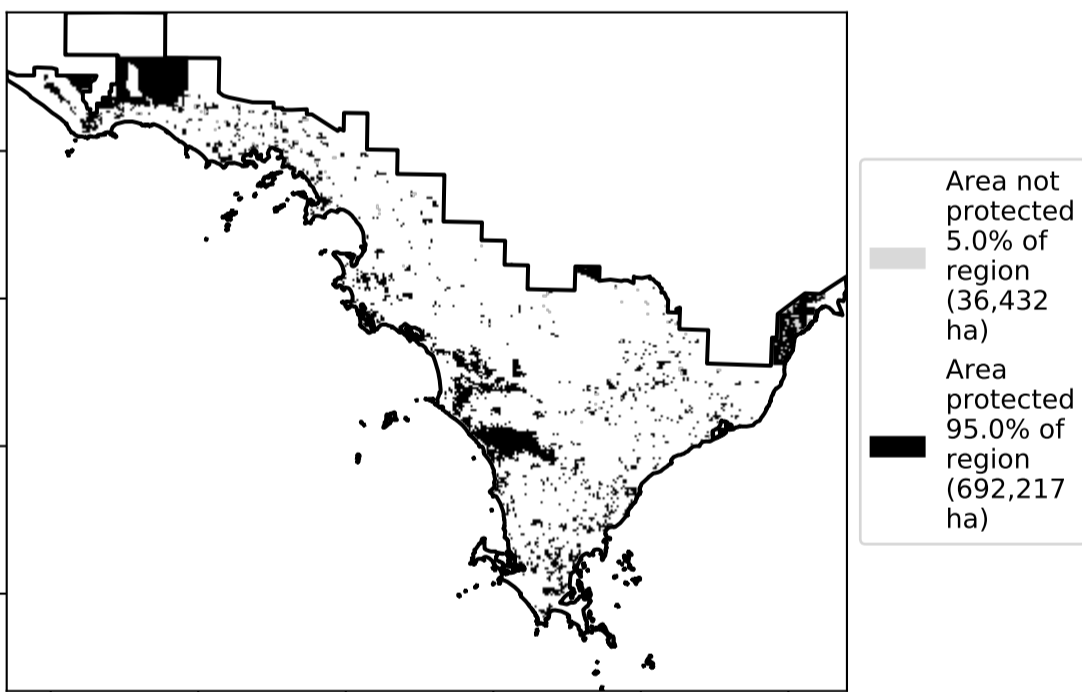 Area not
protected
5.0% of
region
(36,432
ha)
Area
protected
95.0% of
region
(692,217
ha)